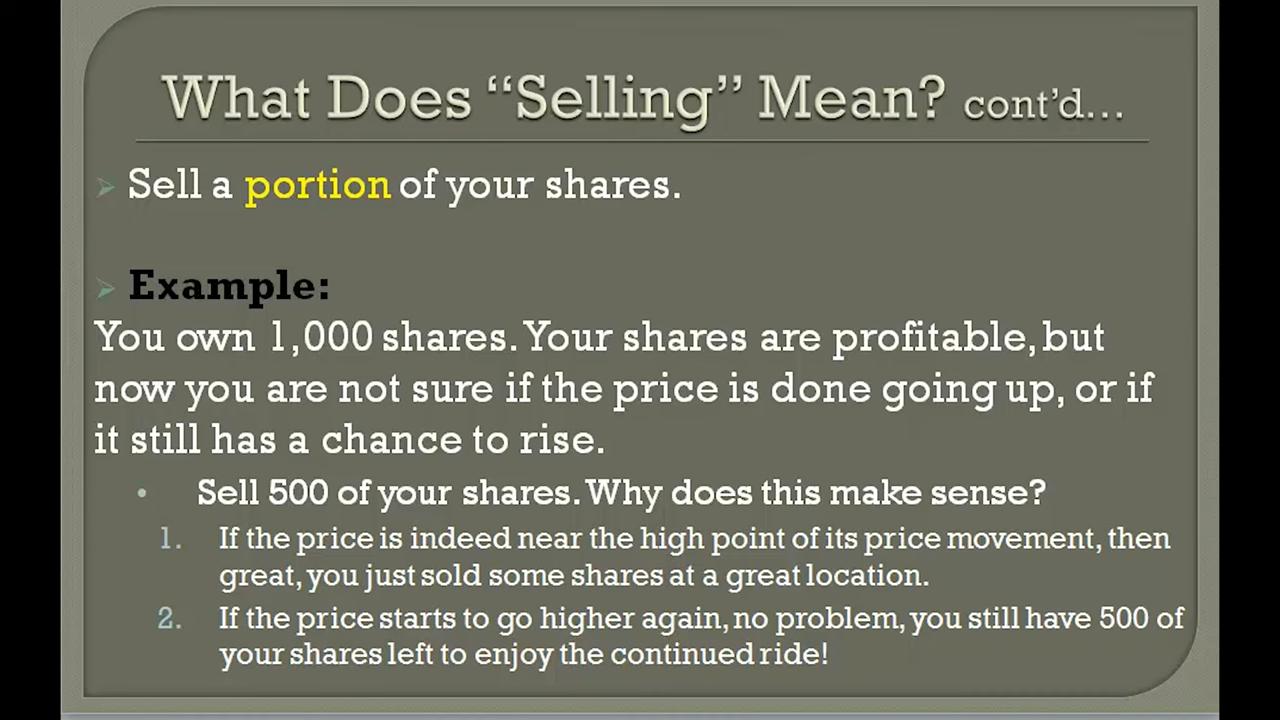 What Does “Selling” Mean? cont’d…
Sell a portion of your shares.
Example:
You own 1,000 shares. Your shares are profitable, but
now you are not sure if the price is done going up, or if
it still has a chance to rise.
• Sell 500 of your shares. Why does this make sense?
1. If the price is indeed near the high point of its price movement, then
great, you just sold some shares at a great location.
2. If the price starts to go higher again, no problem, you still have 500 of
your shares left to enjoy the continued ride!